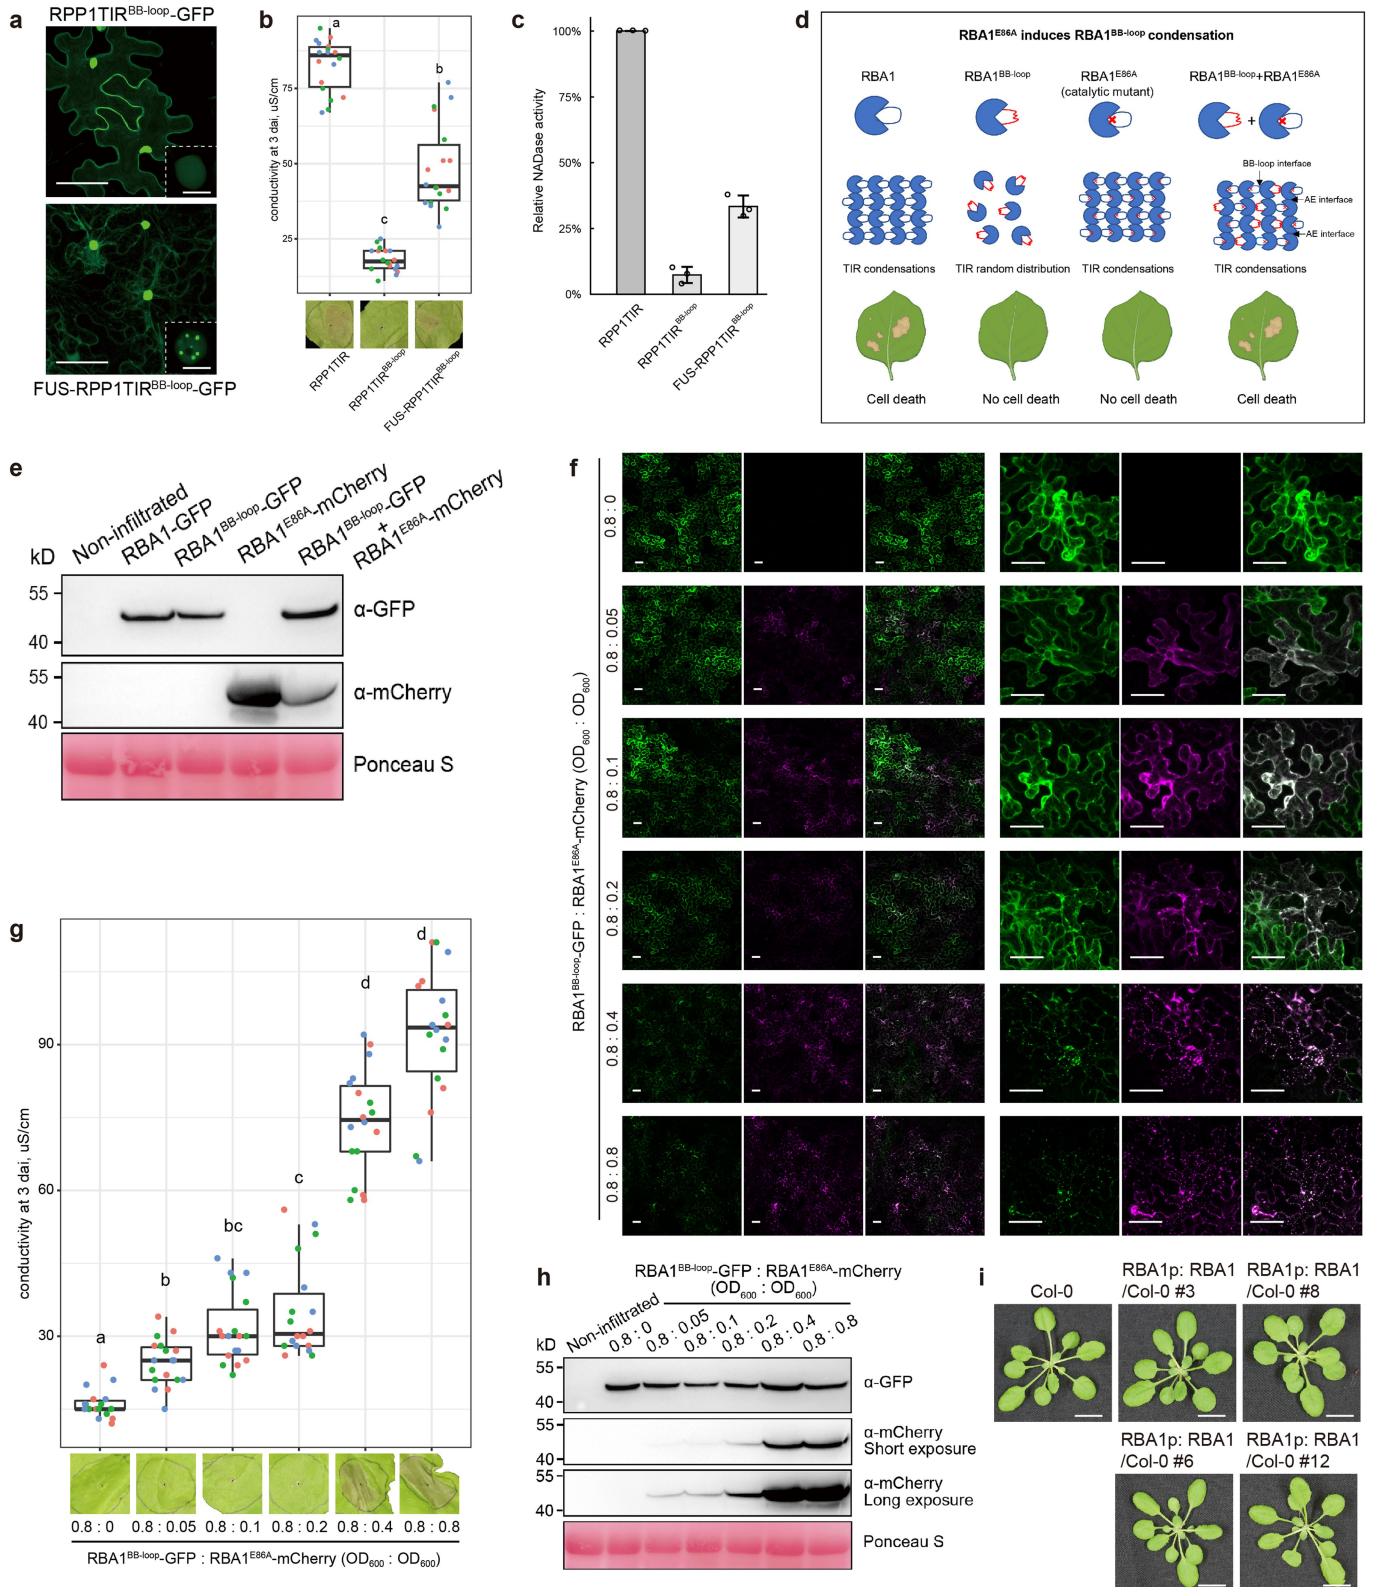 a
RPP1TIR^BB-loop-GFP
FUS-RPP1TIR^BB-loop-GFP
b
conductivity at 3 dai, uS/cm
75
50
25
a
b
c
RPP1TIR
RPP1TIR^BB-loop
FUS-RPP1TIR^BB-loop
c
Relative NADase activity
100%
75%
50%
25%
0%
RPP1TIR
RPP1TIR^BB-loop
FUS-RPP1TIR^BB-loop
d
RBA1^E86A induces RBA1^BB-loop condensation
RBA1
RBA1^BB-loop
RBA1^E86A
(catalytic mutant)
RBA1^BB-loop+RBA1^E86A
+
BB-loop interface
AE interface
AE interface
TIR condensations
TIR random distribution
TIR condensations
TIR condensations
Cell death
No cell death
No cell death
Cell death
e
kD
Non-infiltrated
RBA1-GFP
RBA1^BB-loop-GFP
RBA1^E86A-mCherry
RBA1^BB-loop-GFP
+
RBA1^E86A-mCherry
55
40
α-GFP
55
40
α-mCherry
Ponceau S
f
RBA1^BB-loop-GFP : RBA1^E86A-mCherry (OD600 : OD600)
0.8 : 0
0.8 : 0.05
0.8 : 0.1
0.8 : 0.2
0.8 : 0.4
0.8 : 0.8
g
conductivity at 3 dai, uS/cm
90
60
30
a
b
bc
c
d
d
0.8 : 0
0.8 : 0.05
0.8 : 0.1
0.8 : 0.2
0.8 : 0.4
0.8 : 0.8
RBA1^BB-loop-GFP : RBA1^E86A-mCherry (OD600 : OD600)
h
RBA1^BB-loop-GFP : RBA1^E86A-mCherry
(OD600 : OD600)
kD
Non-infiltrated
0.8 : 0
0.8 : 0.05
0.8 : 0.1
0.8 : 0.2
0.8 : 0.4
0.8 : 0.8
55
40
α-GFP
55
40
α-mCherry
Short exposure
55
40
α-mCherry
Long exposure
Ponceau S
i
Col-0
RBA1p: RBA1
/Col-0 #3
RBA1p: RBA1
/Col-0 #8
RBA1p: RBA1
/Col-0 #6
RBA1p: RBA1
/Col-0 #12